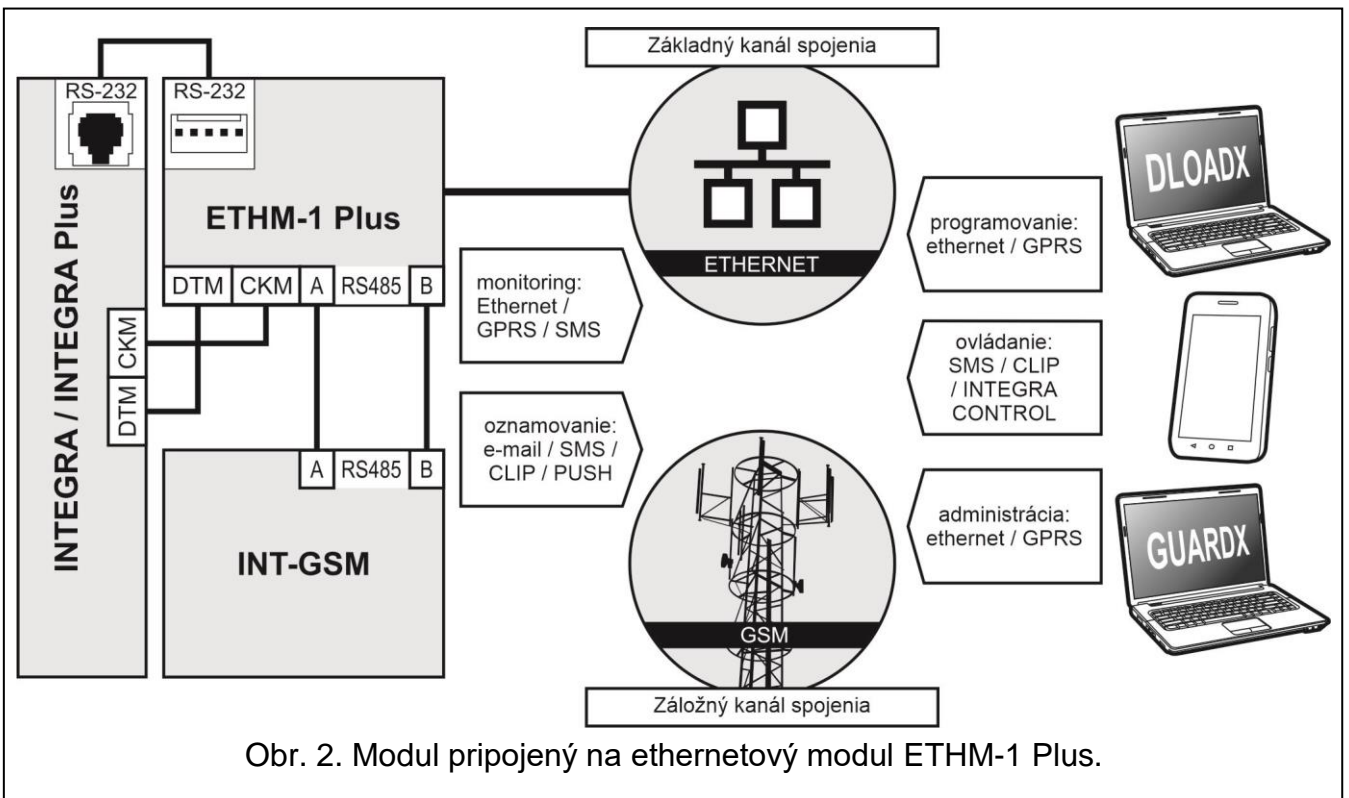 Základný kanál spojenia
RS-232
RS-232
INTEGRA / INTEGRA Plus
ETHM-1 Plus
DTM
CKM
A
RS485
B
CKM
DTM
A
RS485
B
INT-GSM
monitoring:
Ethernet /
GPRS / SMS
oznamovanie:
e-mail / SMS /
CLIP / PUSH
ETHERNET
GSM
Záložný kanál spojenia
programovanie:
ethernet / GPRS
ovládanie:
SMS / CLIP
/ INTEGRA
CONTROL
administrácia:
ethernet / GPRS
DLOADX
GUARDX
Obr. 2. Modul pripojený na ethernetový modul ETHM-1 Plus.